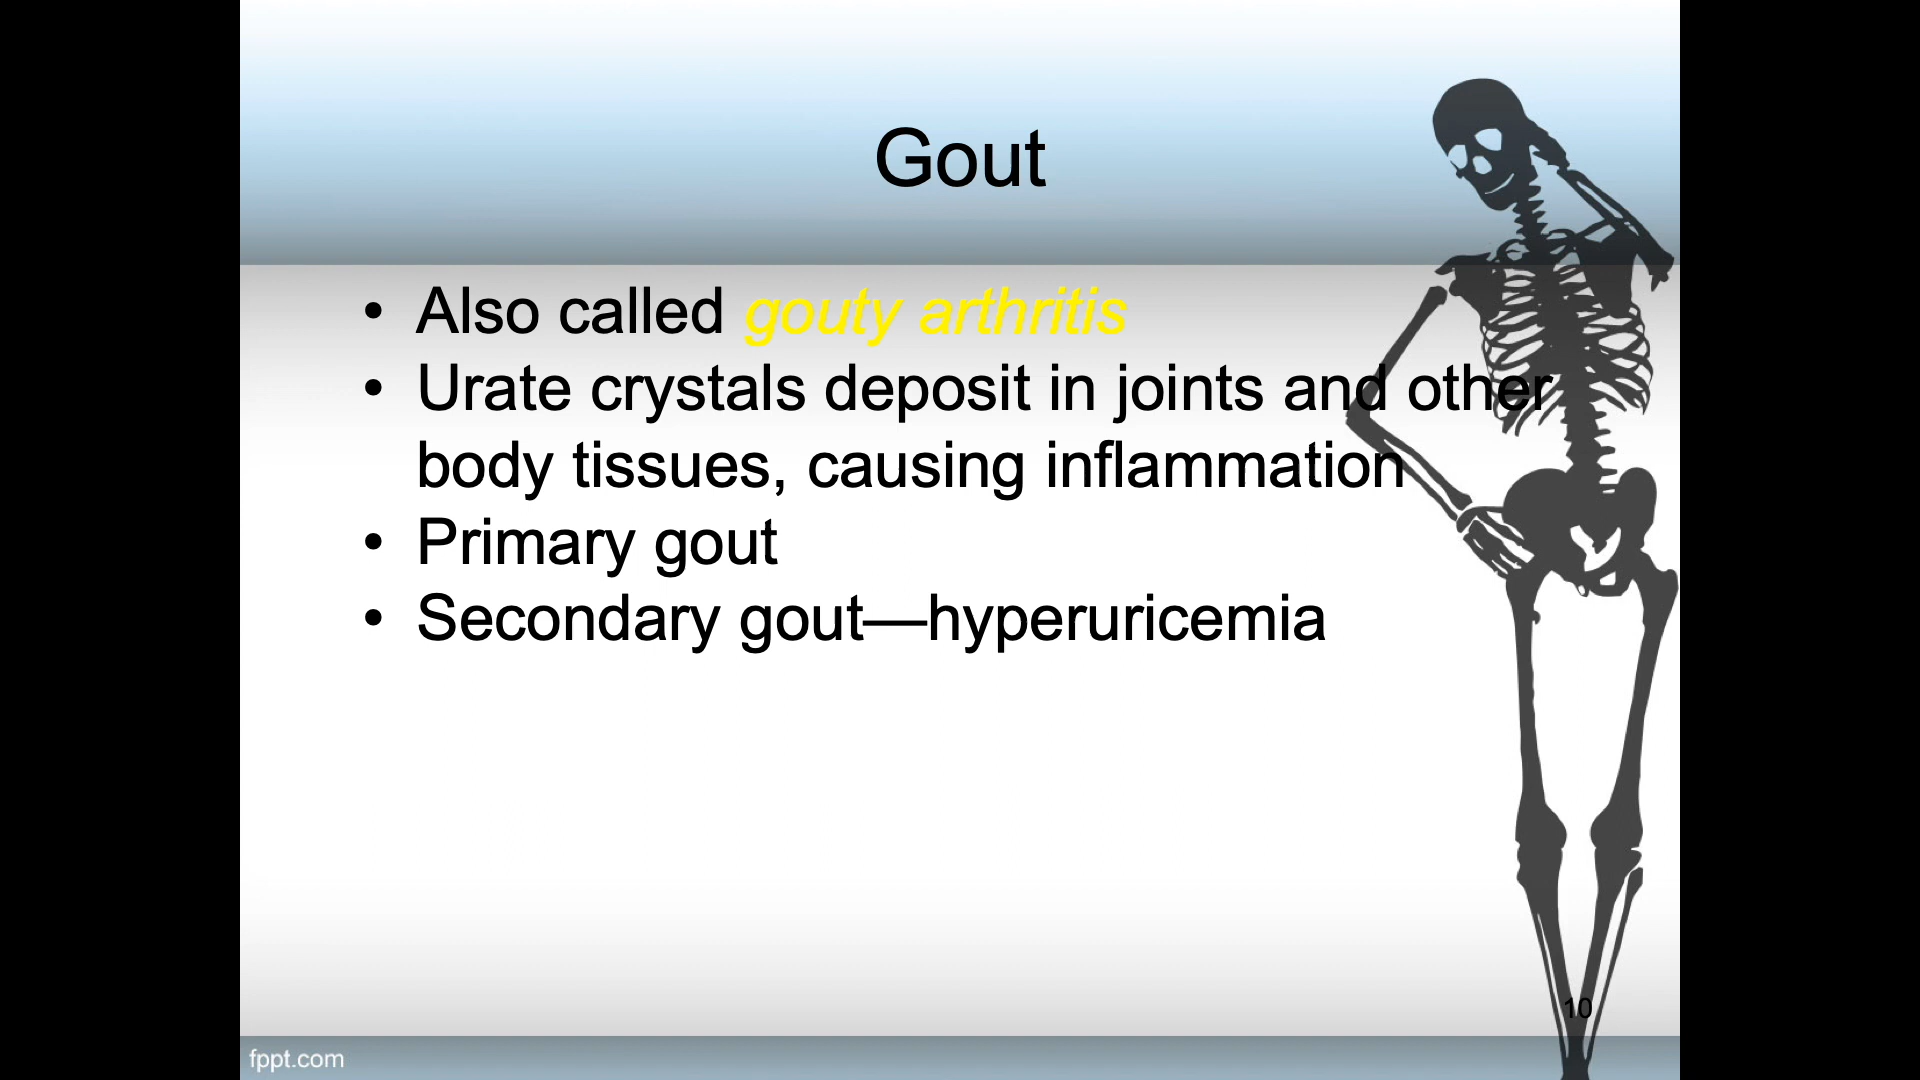 Gout
• Also called gouty arthritis
• Urate crystals deposit in joints and other
body tissues, causing inflammation
• Primary gout
• Secondary gout—hyperuricemia
10
fppt.com